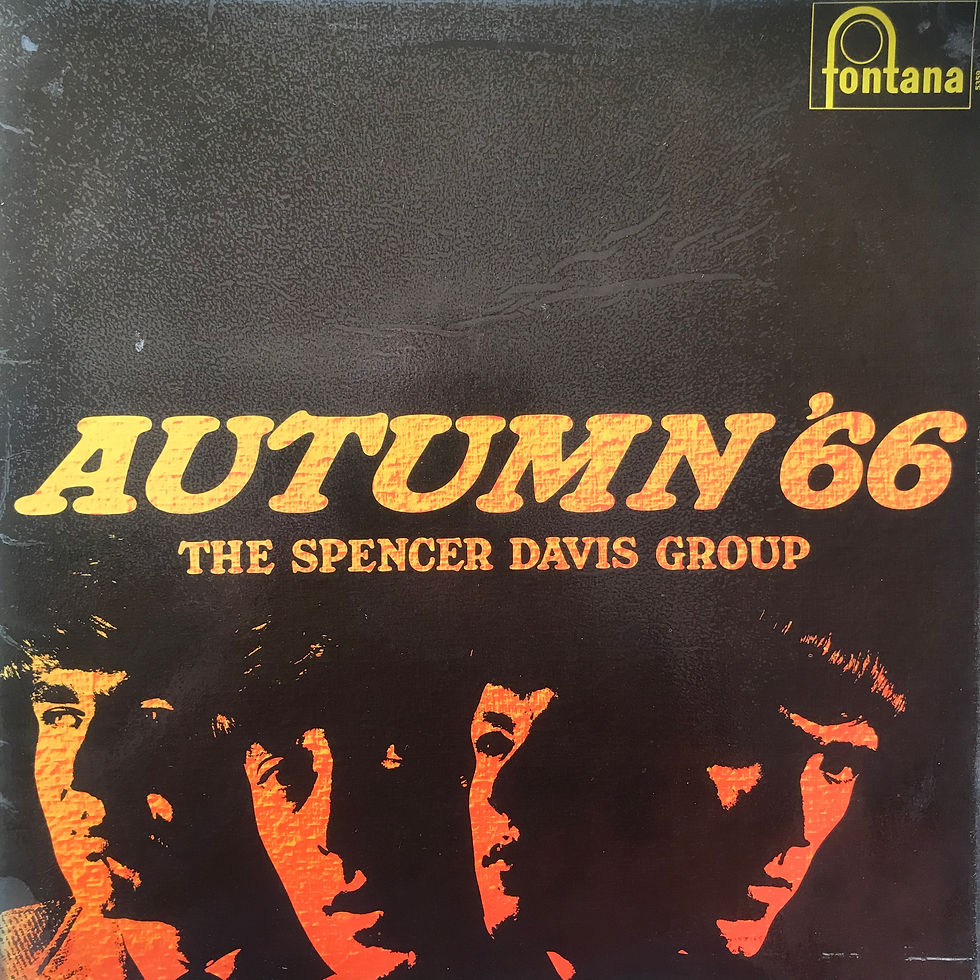 fontana
AUTUMN '66
THE SPENCER DAVIS GROUP